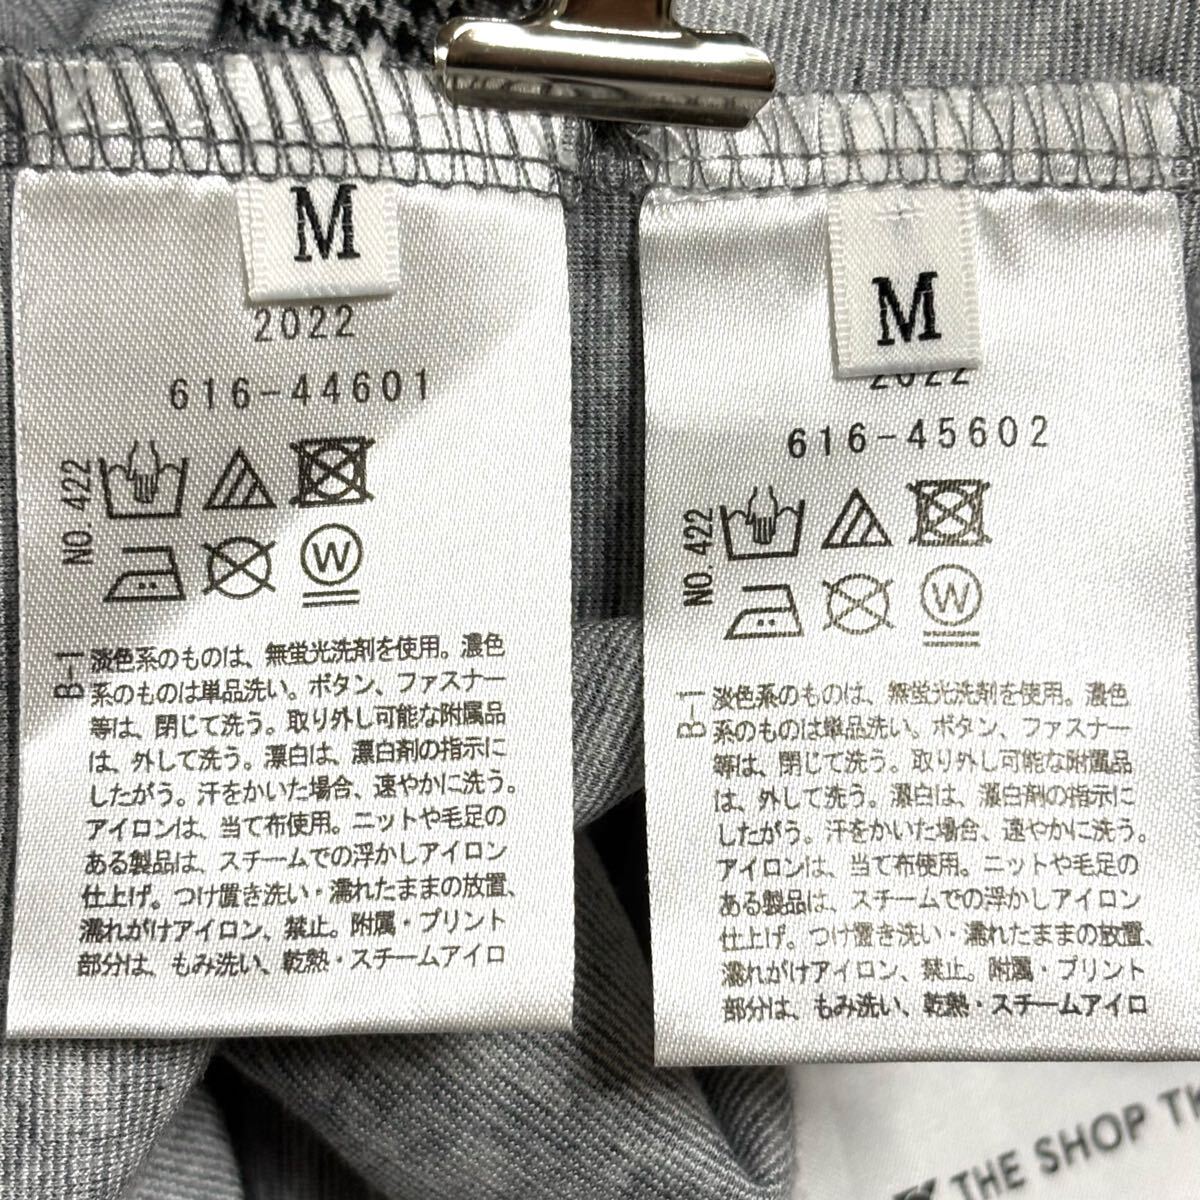 M
2022
616-44601
NO. 422
W
B-1
淡色系のものは、無蛍光洗剤を使用。濃色
系のものは単品洗い。ボタン、ファスナー
等は、閉じて洗う。取り外し可能な附属品
は、外して洗う。漂白は、漂白剤の指示に
したがう。汗をかいた場合、速やかに洗う。
アイロンは、当て布使用。ニットや毛足の
ある製品は、スチームでの浮かしアイロン
仕上げ。つけ置き洗い・濡れたままの放置、
濡れがけアイロン、禁止。附属・プリント
部分は、もみ洗い、乾熱・スチームアイロ
M
2022
616-45602
NO. 422
W
B-1
淡色系のものは、無蛍光洗剤を使用。濃色
系のものは単品洗い。ボタン、ファスナー
等は、閉じて洗う。取り外し可能な附属品
は、外して洗う。漂白は、漂白剤の指示に
したがう。汗をかいた場合、速やかに洗う。
アイロンは、当て布使用。ニットや毛足の
ある製品は、スチームでの浮かしアイロン
仕上げ。つけ置き洗い・濡れたままの放置、
濡れがけアイロン、禁止。附属・プリント
部分は、もみ洗い、乾熱・スチームアイロ
THE SHOP